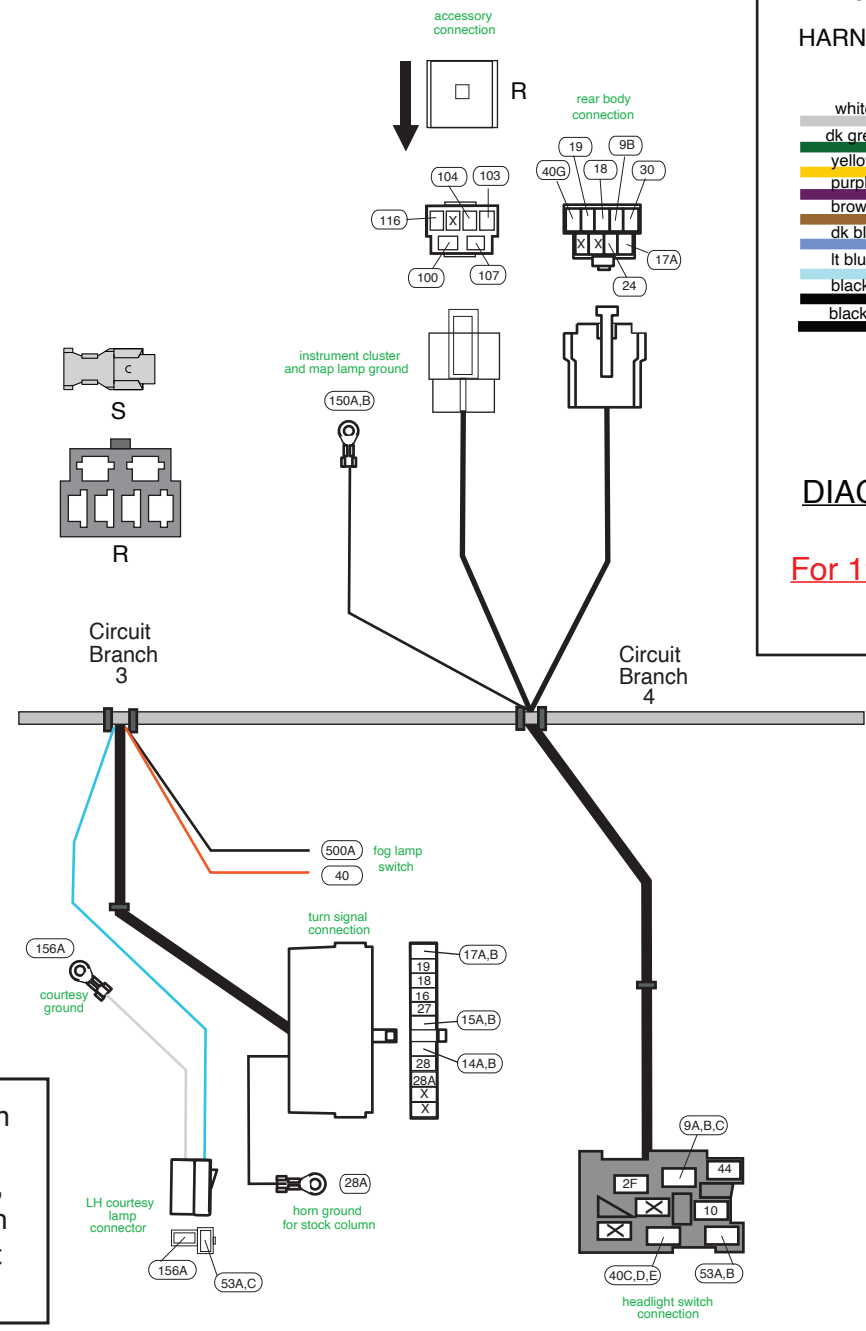 accessory
connection
R
rear body
connection
19
9B
40G
18
30
104
103
116
X
X
X
17A
100
107
24
instrument cluster
and map lamp ground
150A,B
C
S
R
HARN
white
dk gre
yello
purpl
brow
dk bl
lt blu
black
black
DIAG
For 1
Circuit
Branch
3
Circuit
Branch
4
500A
fog lamp
switch
40
turn signal
connection
156A
courtesy
ground
17A,B
19
18
16
27
15A,B
14A,B
28
28A
X
X
28A
horn ground
for stock column
LH courtesy
lamp
connector
156A
53A,C
9A,B,C
44
2F
X
10
X
40C,D,E
53A,B
headlight switch
connection